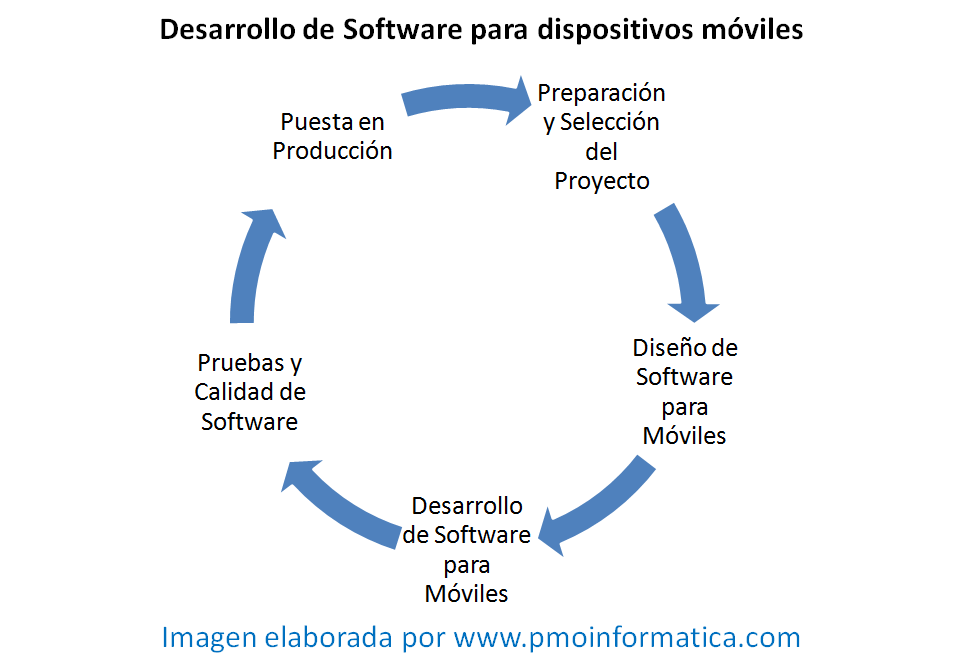 Desarrollo de Software para dispositivos móviles
Preparación
y Selección
del
Proyecto
Diseño de
Software
para
Móviles
Desarrollo
de Software
para
Móviles
Pruebas y
Calidad de
Software
Puesta en
Producción
Imagen elaborada por www.pmoinformatica.com